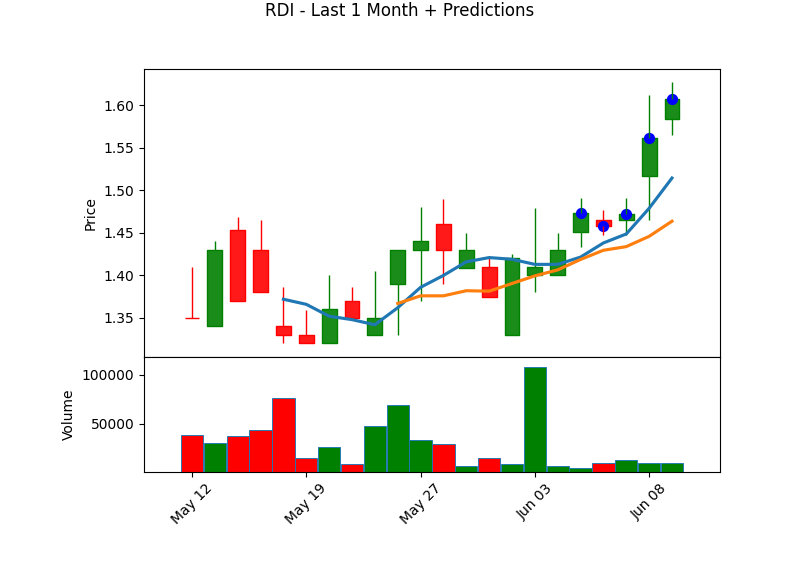 RDI - Last 1 Month + Predictions
1.60
1.55
1.50
1.45
1.40
1.35
Price
100000
50000
Volume
May 12
May 19
May 27
Jun 03
Jun 08